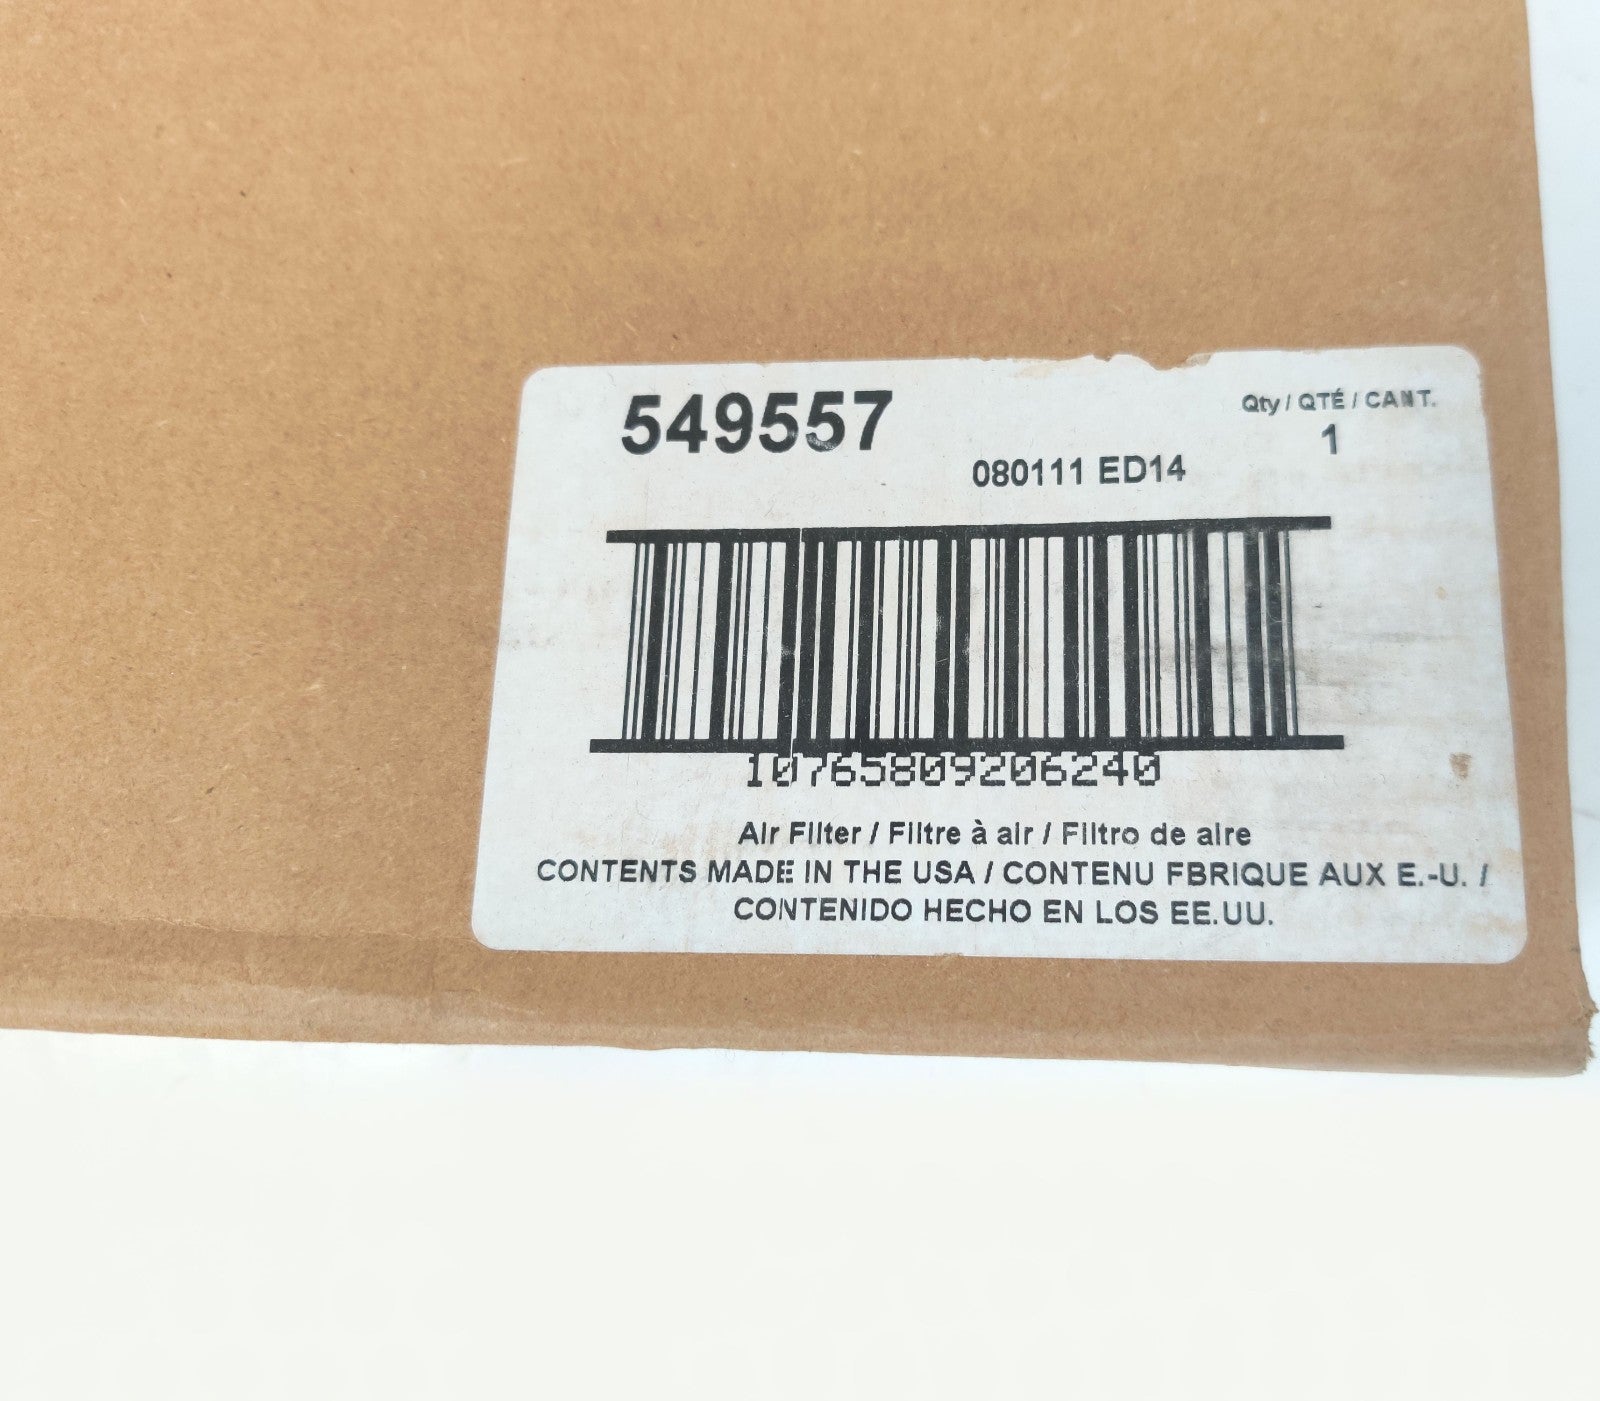 549557
Qty / QTÉ / CANT.
1
080111 ED14
10765809206240
Air Filter / Filtre à air / Filtro de aire
CONTENTS MADE IN THE USA / CONTENU FBRIQUE AUX E.-U. /
CONTENIDO HECHO EN LOS EE.UU.